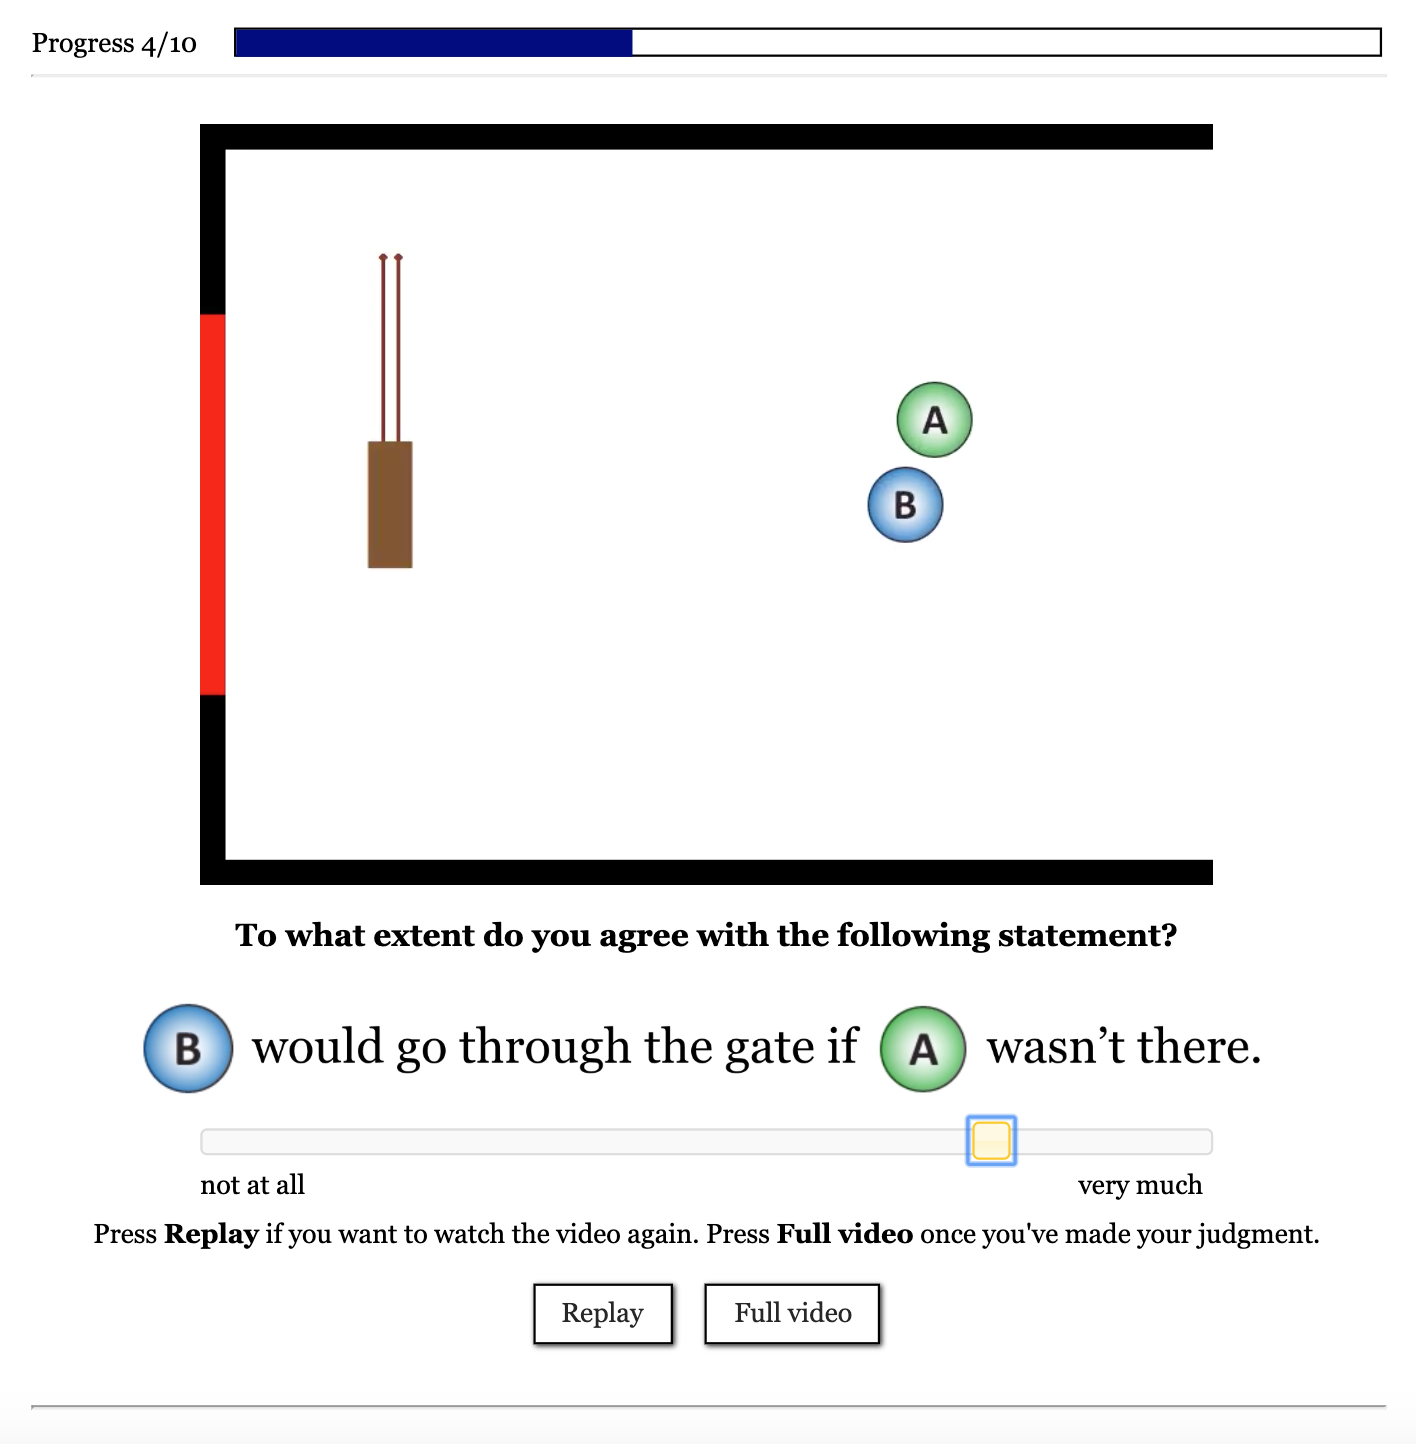 Progress 4/10
A
B
To what extent do you agree with the following statement?
B would go through the gate if A wasn’t there.
not at all very much
Press Replay if you want to watch the video again. Press Full video once you've made your judgment.
Replay Full video